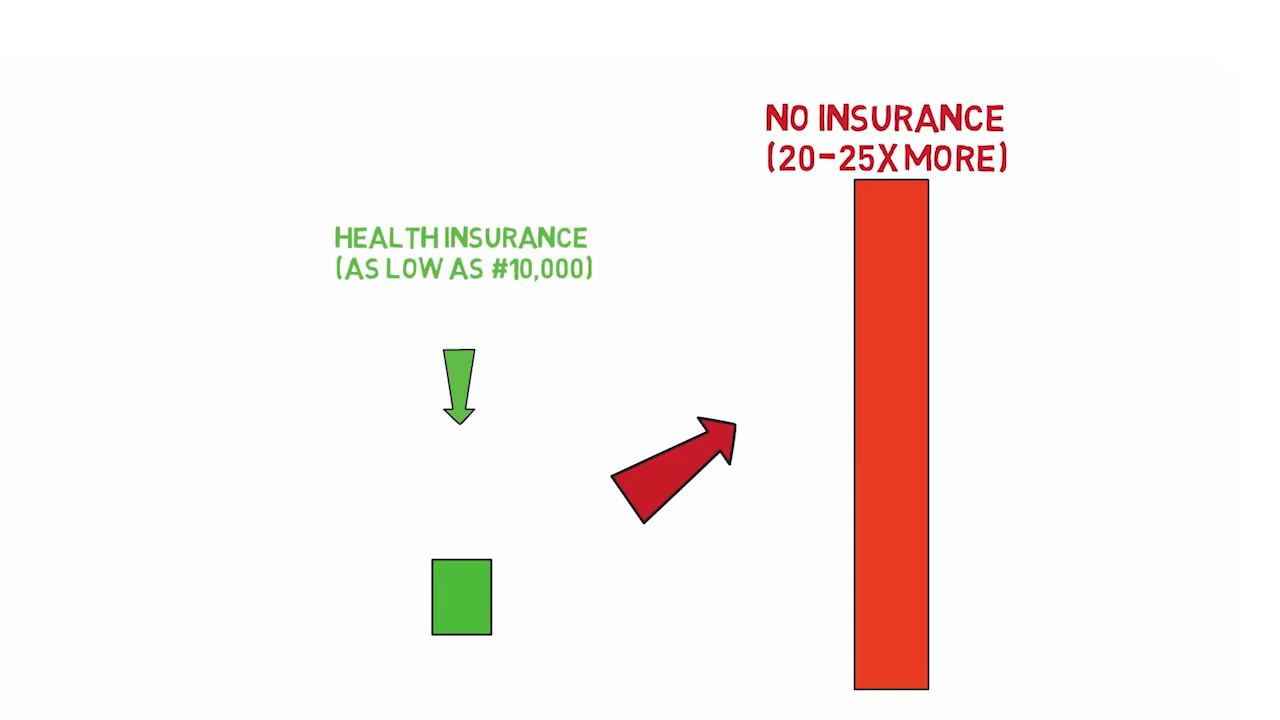 HEALTH INSURANCE
(AS LOW AS #10,000)
NO INSURANCE
(20-25X MORE)